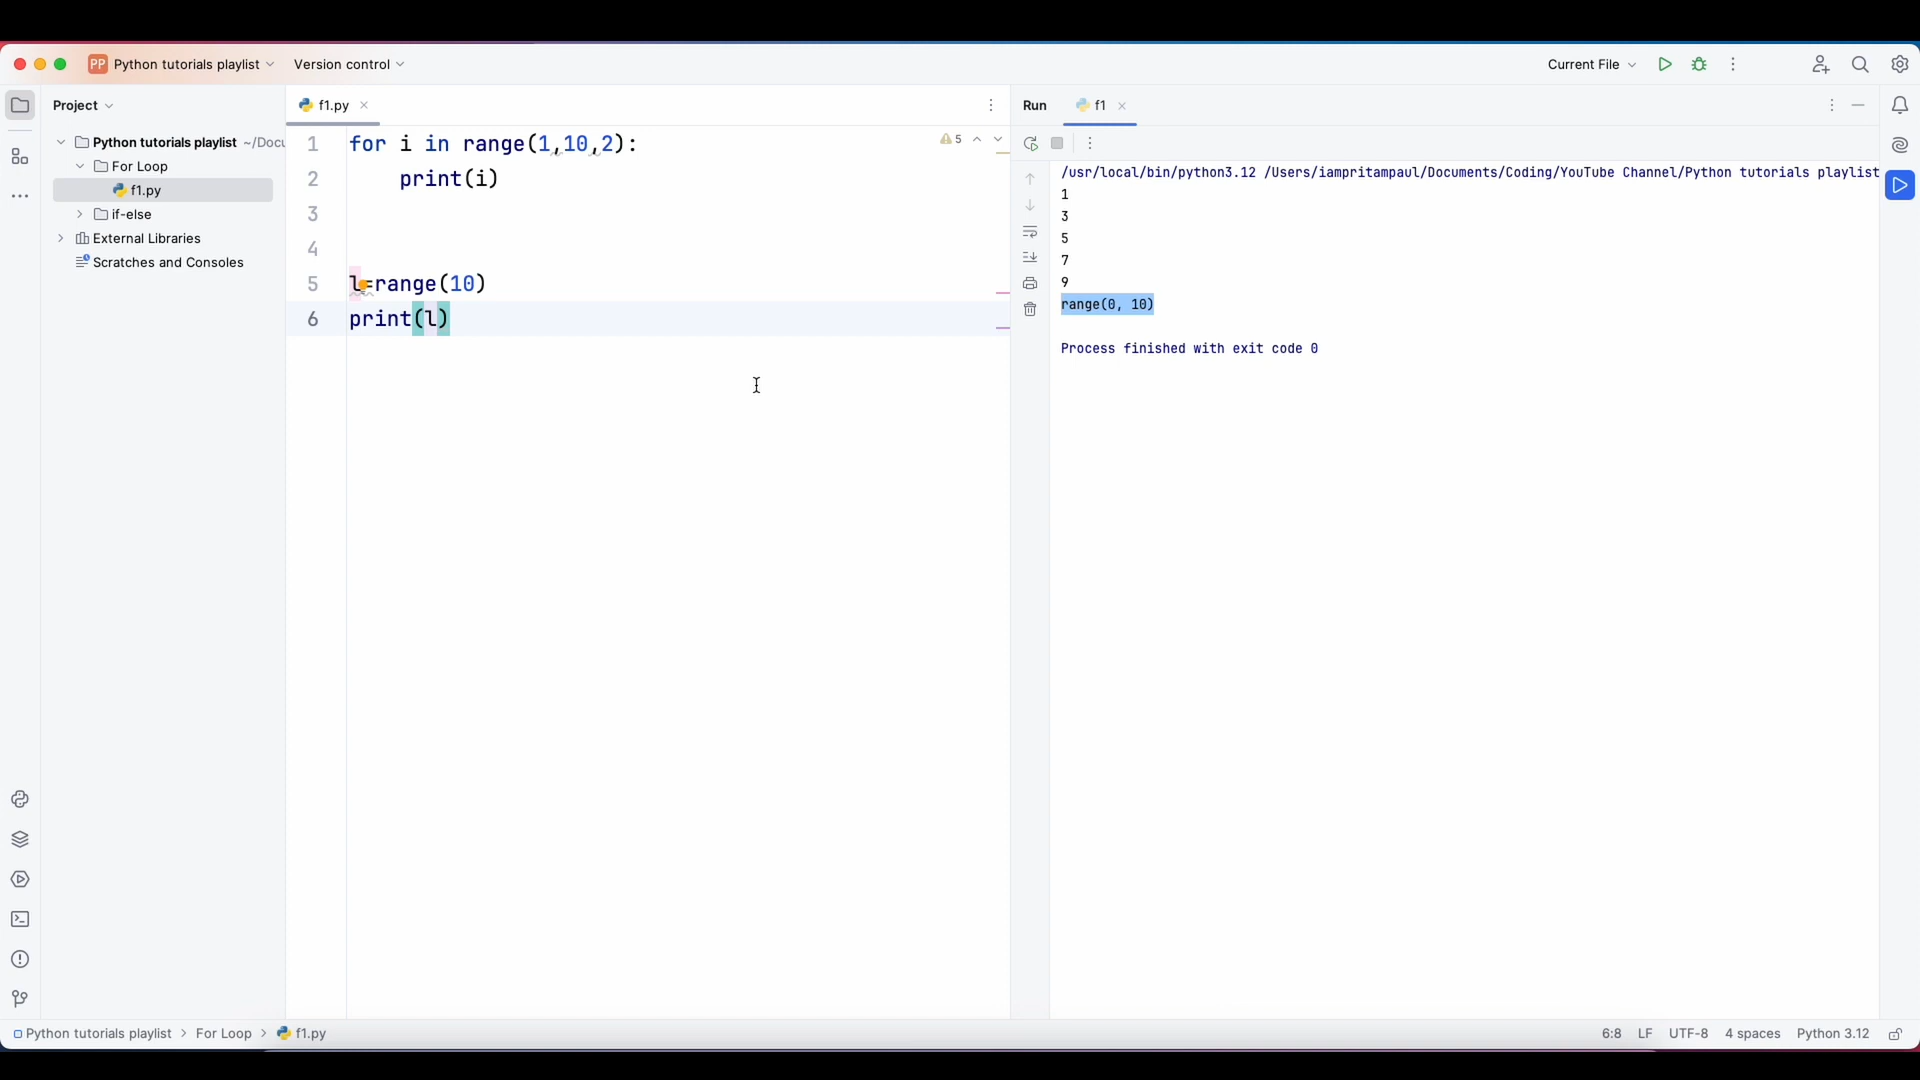 PP Python tutorials playlist Version control Current File
Project f1.py Run f1
Python tutorials playlist ~/Docu
For Loop
f1.py
if-else
External Libraries
Scratches and Consoles
5
1 for i in range(1,10,2):
2 print(i)
3
4
5 l=range(10)
6 print(l)
/usr/local/bin/python3.12 /Users/iampritampaul/Documents/Coding/YouTube Channel/Python tutorials playlist
1
3
5
7
9
range(0, 10)
Process finished with exit code 0
Python tutorials playlist > For Loop > f1.py 6:8 LF UTF-8 4 spaces Python 3.12